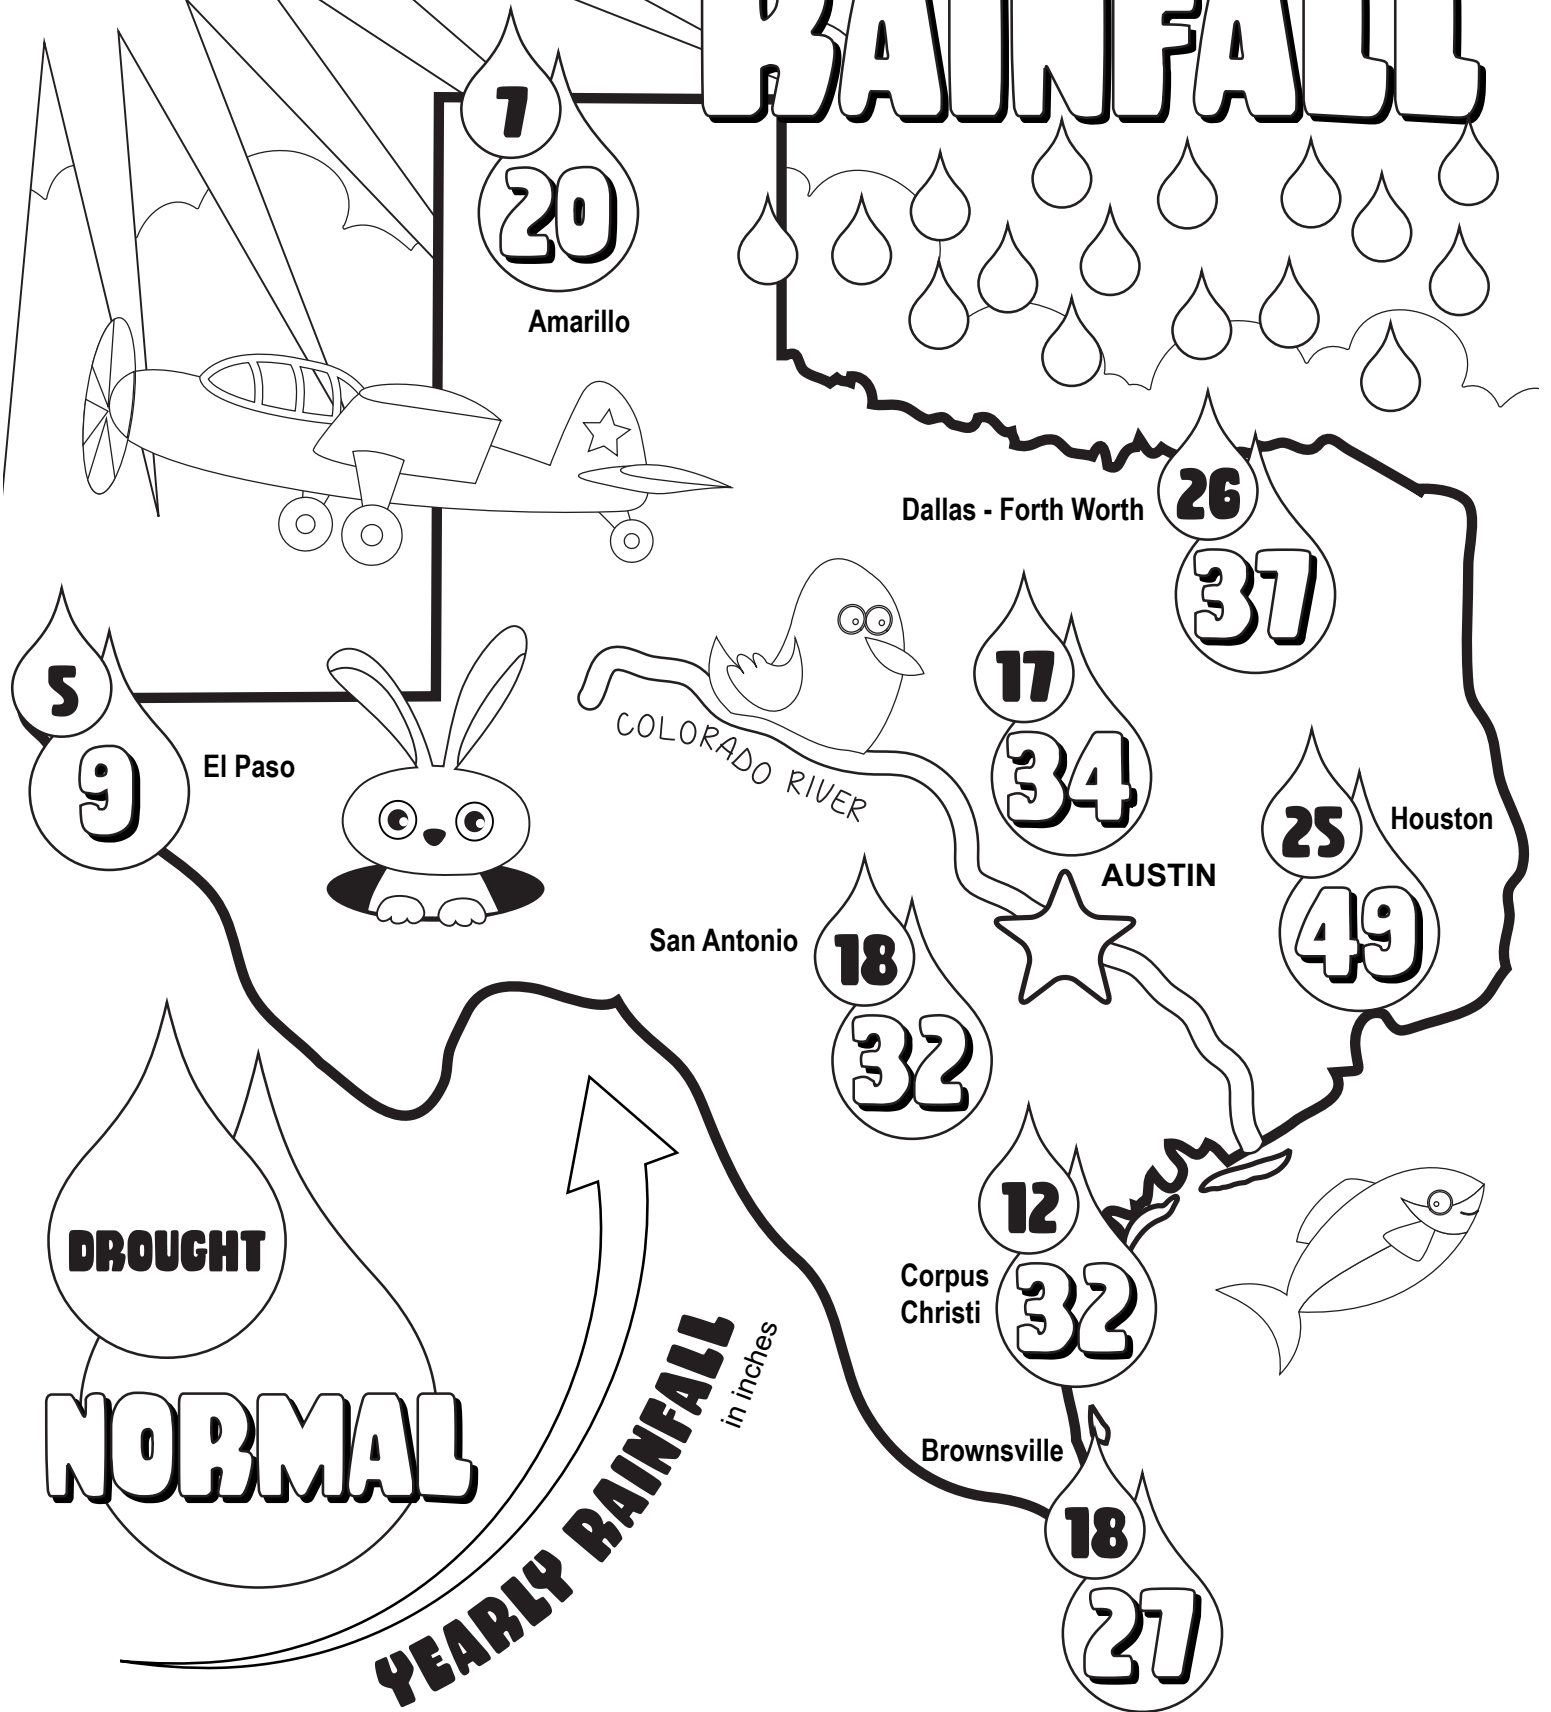 RAINFALL
7
20
Amarillo
26
Dallas - Forth Worth
37
5
9
El Paso
COLORADO RIVER
17
34
AUSTIN
25
Houston
49
San Antonio
18
32
DROUGHT
NORMAL
12
Corpus
Christi
32
YEARLY RAINFALL
in inches
Brownsville
18
27